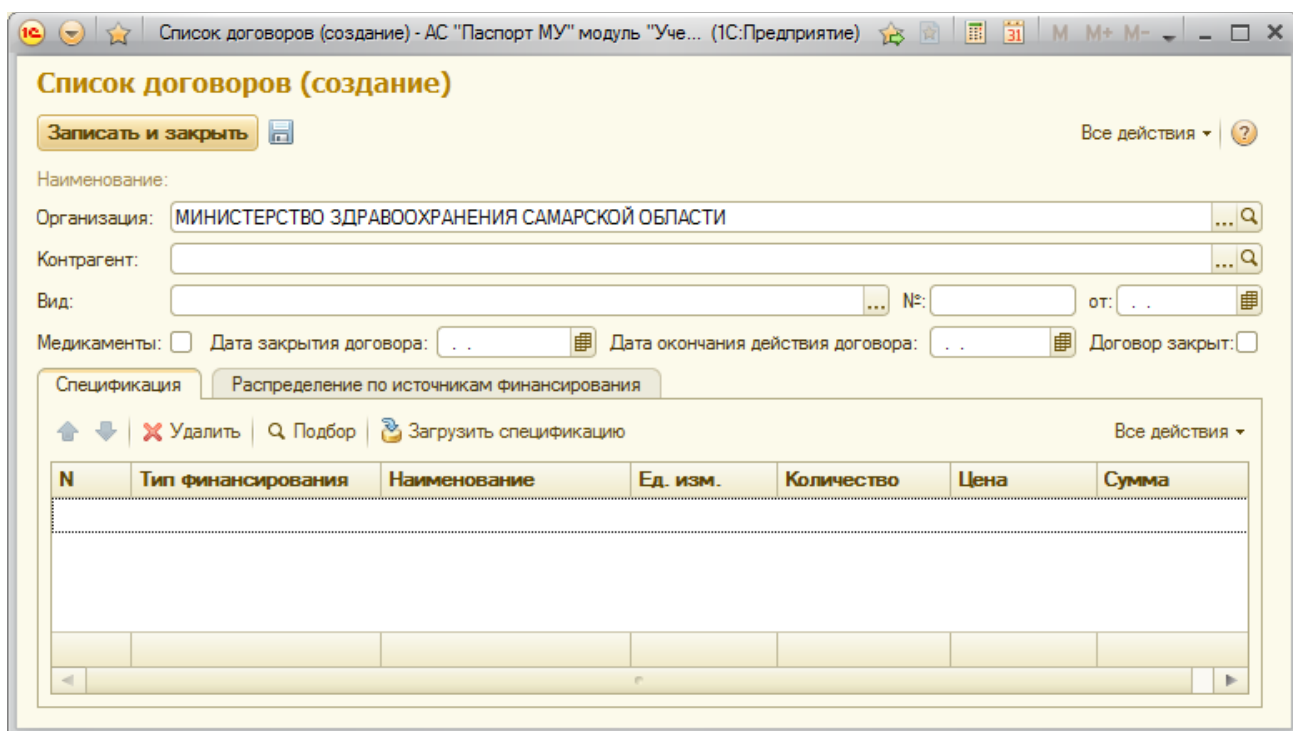 Список договоров (создание) - АС "Паспорт МУ" модуль "Уче... (1С:Предприятие) 31 M M+ M-
Список договоров (создание)
Записать и закрыть Все действия ?
Наименование:
Организация: МИНИСТЕРСТВО ЗДРАВООХРАНЕНИЯ САМАРСКОЙ ОБЛАСТИ ...
Контрагент: ...
Вид: ... №: от: . .
Медикаменты: Дата закрытия договора: . . Дата окончания действия договора: . . Договор закрыт:
Спецификация Распределение по источникам финансирования
Удалить Подбор Загрузить спецификацию Все действия
N Тип финансирования Наименование Ед. изм. Количество Цена Сумма